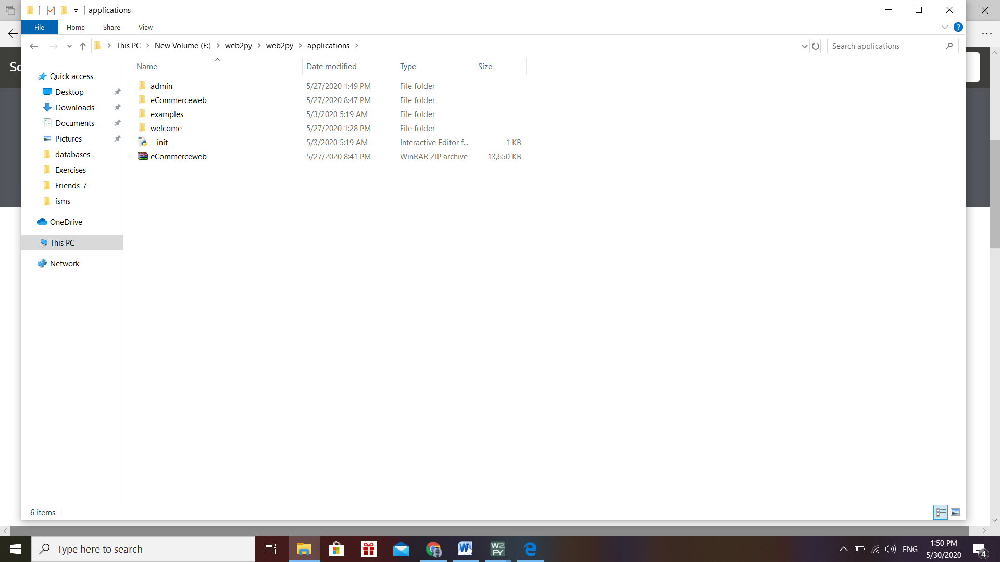 applications
File Home Share View
This PC New Volume (F:) web2py web2py applications
Search applications
So
Name Date modified Type Size
Quick access
Desktop
Downloads
Documents
Pictures
databases
Exercises
Friends-7
isms
OneDrive
This PC
Network
admin 5/27/2020 1:49 PM File folder
eCommerceweb 5/27/2020 8:47 PM File folder
examples 5/3/2020 5:19 AM File folder
welcome 5/27/2020 1:28 PM File folder
__init__ 5/3/2020 5:19 AM Interactive Editor f... 1 KB
eCommerceweb 5/27/2020 8:41 PM WinRAR ZIP archive 13,650 KB
6 items
Type here to search
W2
PY
ENG
1:50 PM
5/30/2020
4